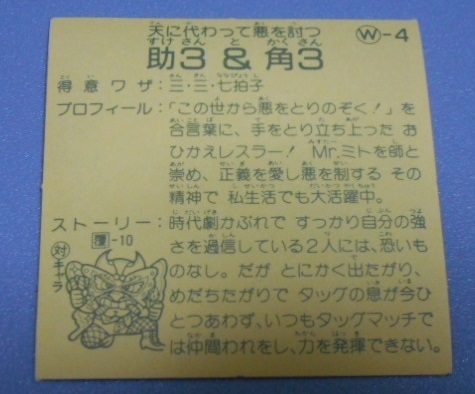 天に代わって悪を討つ
W-4
助3 & 角3
得意ワザ:三・三・七拍子
プロフィール:「この世から悪をとりのぞく!」を
合言葉に、手をとり立ち上った お
ひかえレスラー! Mr.ミトを師と
崇め、正義を愛し悪を制する その
精神で 私生活でも大活躍中。
ストーリー:時代劇かぶれで すっかり自分の強
さを過信している2人には、恐いも
のなし。だが とにかく出たがり、
めだちたがりで タッグの息が今ひ
とつあわず、いつもタッグマッチで
は仲間われをし、力を発揮できない。
対キャラ
覆-10